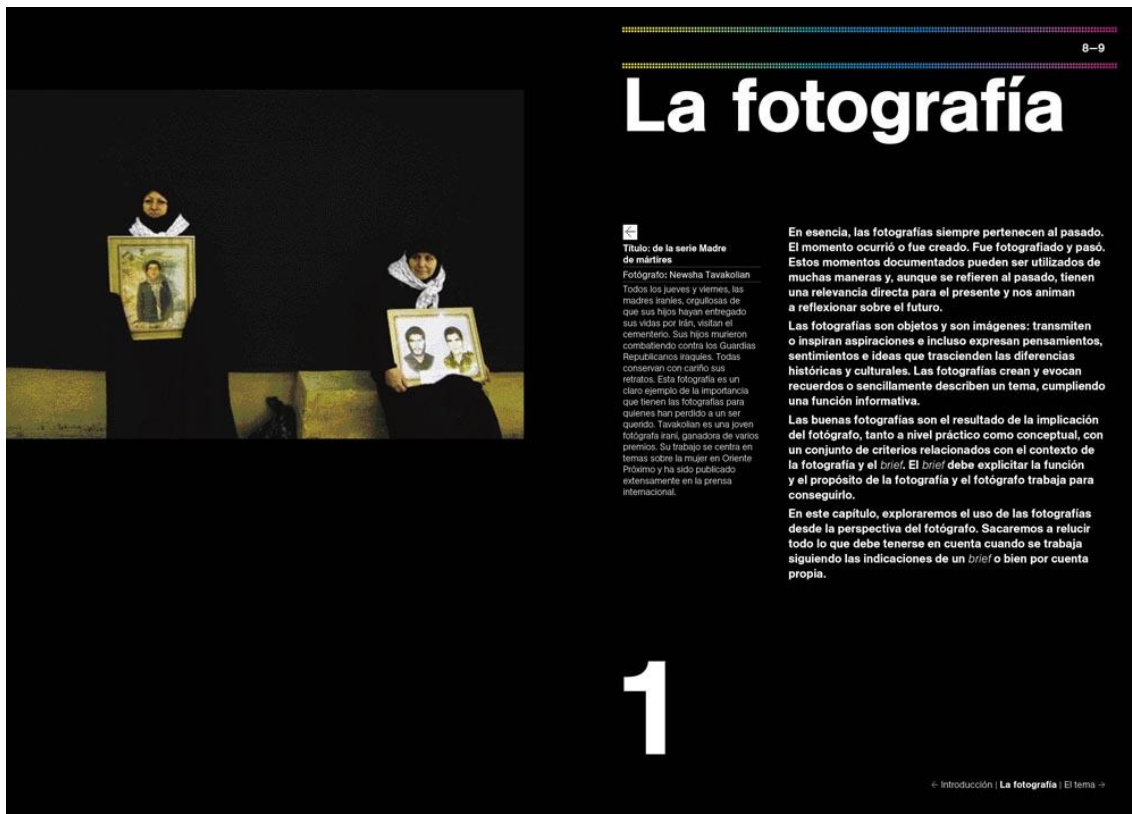 8—9
La fotografía
Título: de la serie Madre
de mártires
Fotógrafo: Newsha Tavakolian
Todos los jueves y viernes, las
madres iraníes, orgullosas de
que sus hijos hayan entregado
sus vidas por Irán, visitan el
cementerio. Sus hijos murieron
combatiendo contra los Guardias
Republicanos iraquíes. Todas
conservan con cariño sus
retratos. Esta fotografía es un
claro ejemplo de la importancia
que tienen las fotografías para
quienes han perdido a un ser
querido. Tavakolian es una joven
fotógrafa iraní, ganadora de varios
premios. Su trabajo se centra en
temas sobre la mujer en Oriente
Próximo y ha sido publicado
extensamente en la prensa
internacional.
En esencia, las fotografías siempre pertenecen al pasado.
El momento ocurrió o fue creado. Fue fotografiado y pasó.
Estos momentos documentados pueden ser utilizados de
muchas maneras y, aunque se refieren al pasado, tienen
una relevancia directa para el presente y nos animan
a reflexionar sobre el futuro.
Las fotografías son objetos y son imágenes: transmiten
o inspiran aspiraciones e incluso expresan pensamientos,
sentimientos e ideas que trascienden las diferencias
históricas y culturales. Las fotografías crean y evocan
recuerdos o sencillamente describen un tema, cumpliendo
una función informativa.
Las buenas fotografías son el resultado de la implicación
del fotógrafo, tanto a nivel práctico como conceptual, con
un conjunto de criterios relacionados con el contexto de
la fotografía y el brief. El brief debe explicitar la función
y el propósito de la fotografía y el fotógrafo trabaja para
conseguirlo.
En este capítulo, exploraremos el uso de las fotografías
desde la perspectiva del fotógrafo. Sacaremos a relucir
todo lo que debe tenerse en cuenta cuando se trabaja
siguiendo las indicaciones de un brief o bien por cuenta
propia.
1
← Introducción | La fotografía | El tema →